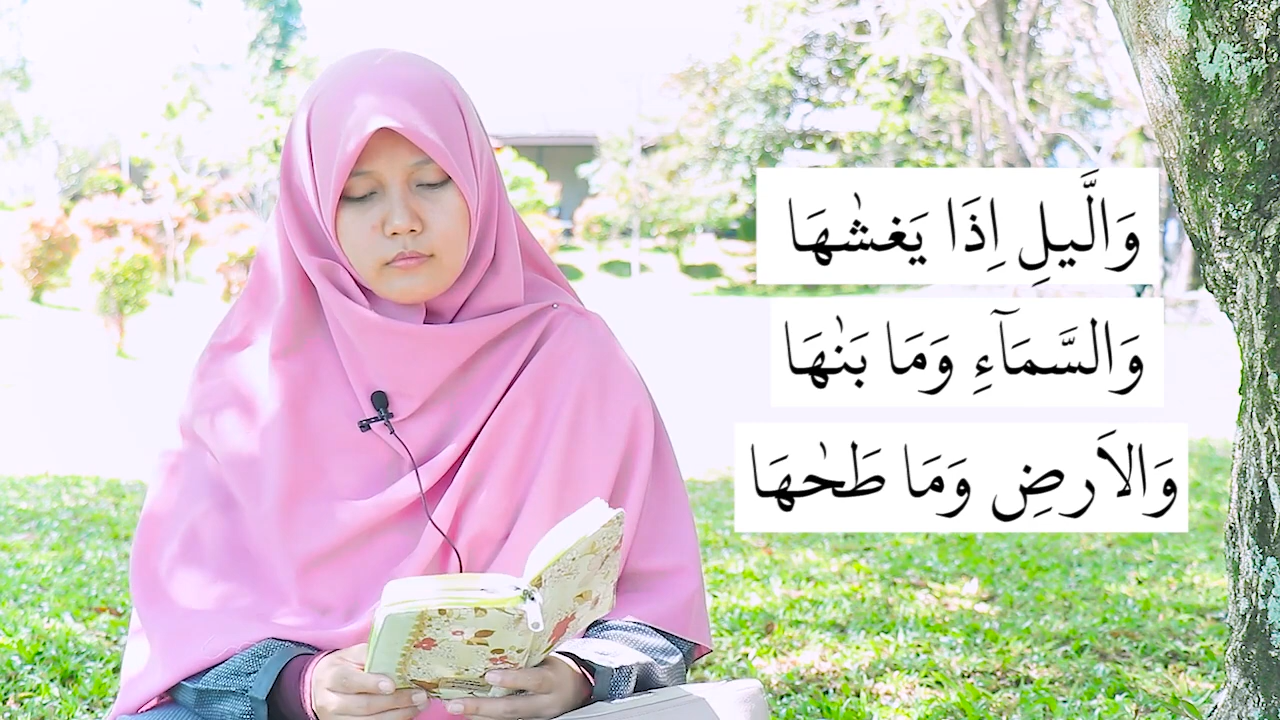 وَالَّيلِ اِذَا يَغشٰهَا
وَالسَّمَآءِ وَمَا بَنٰهَا
وَالاَرضِ وَمَا طَحٰهَا